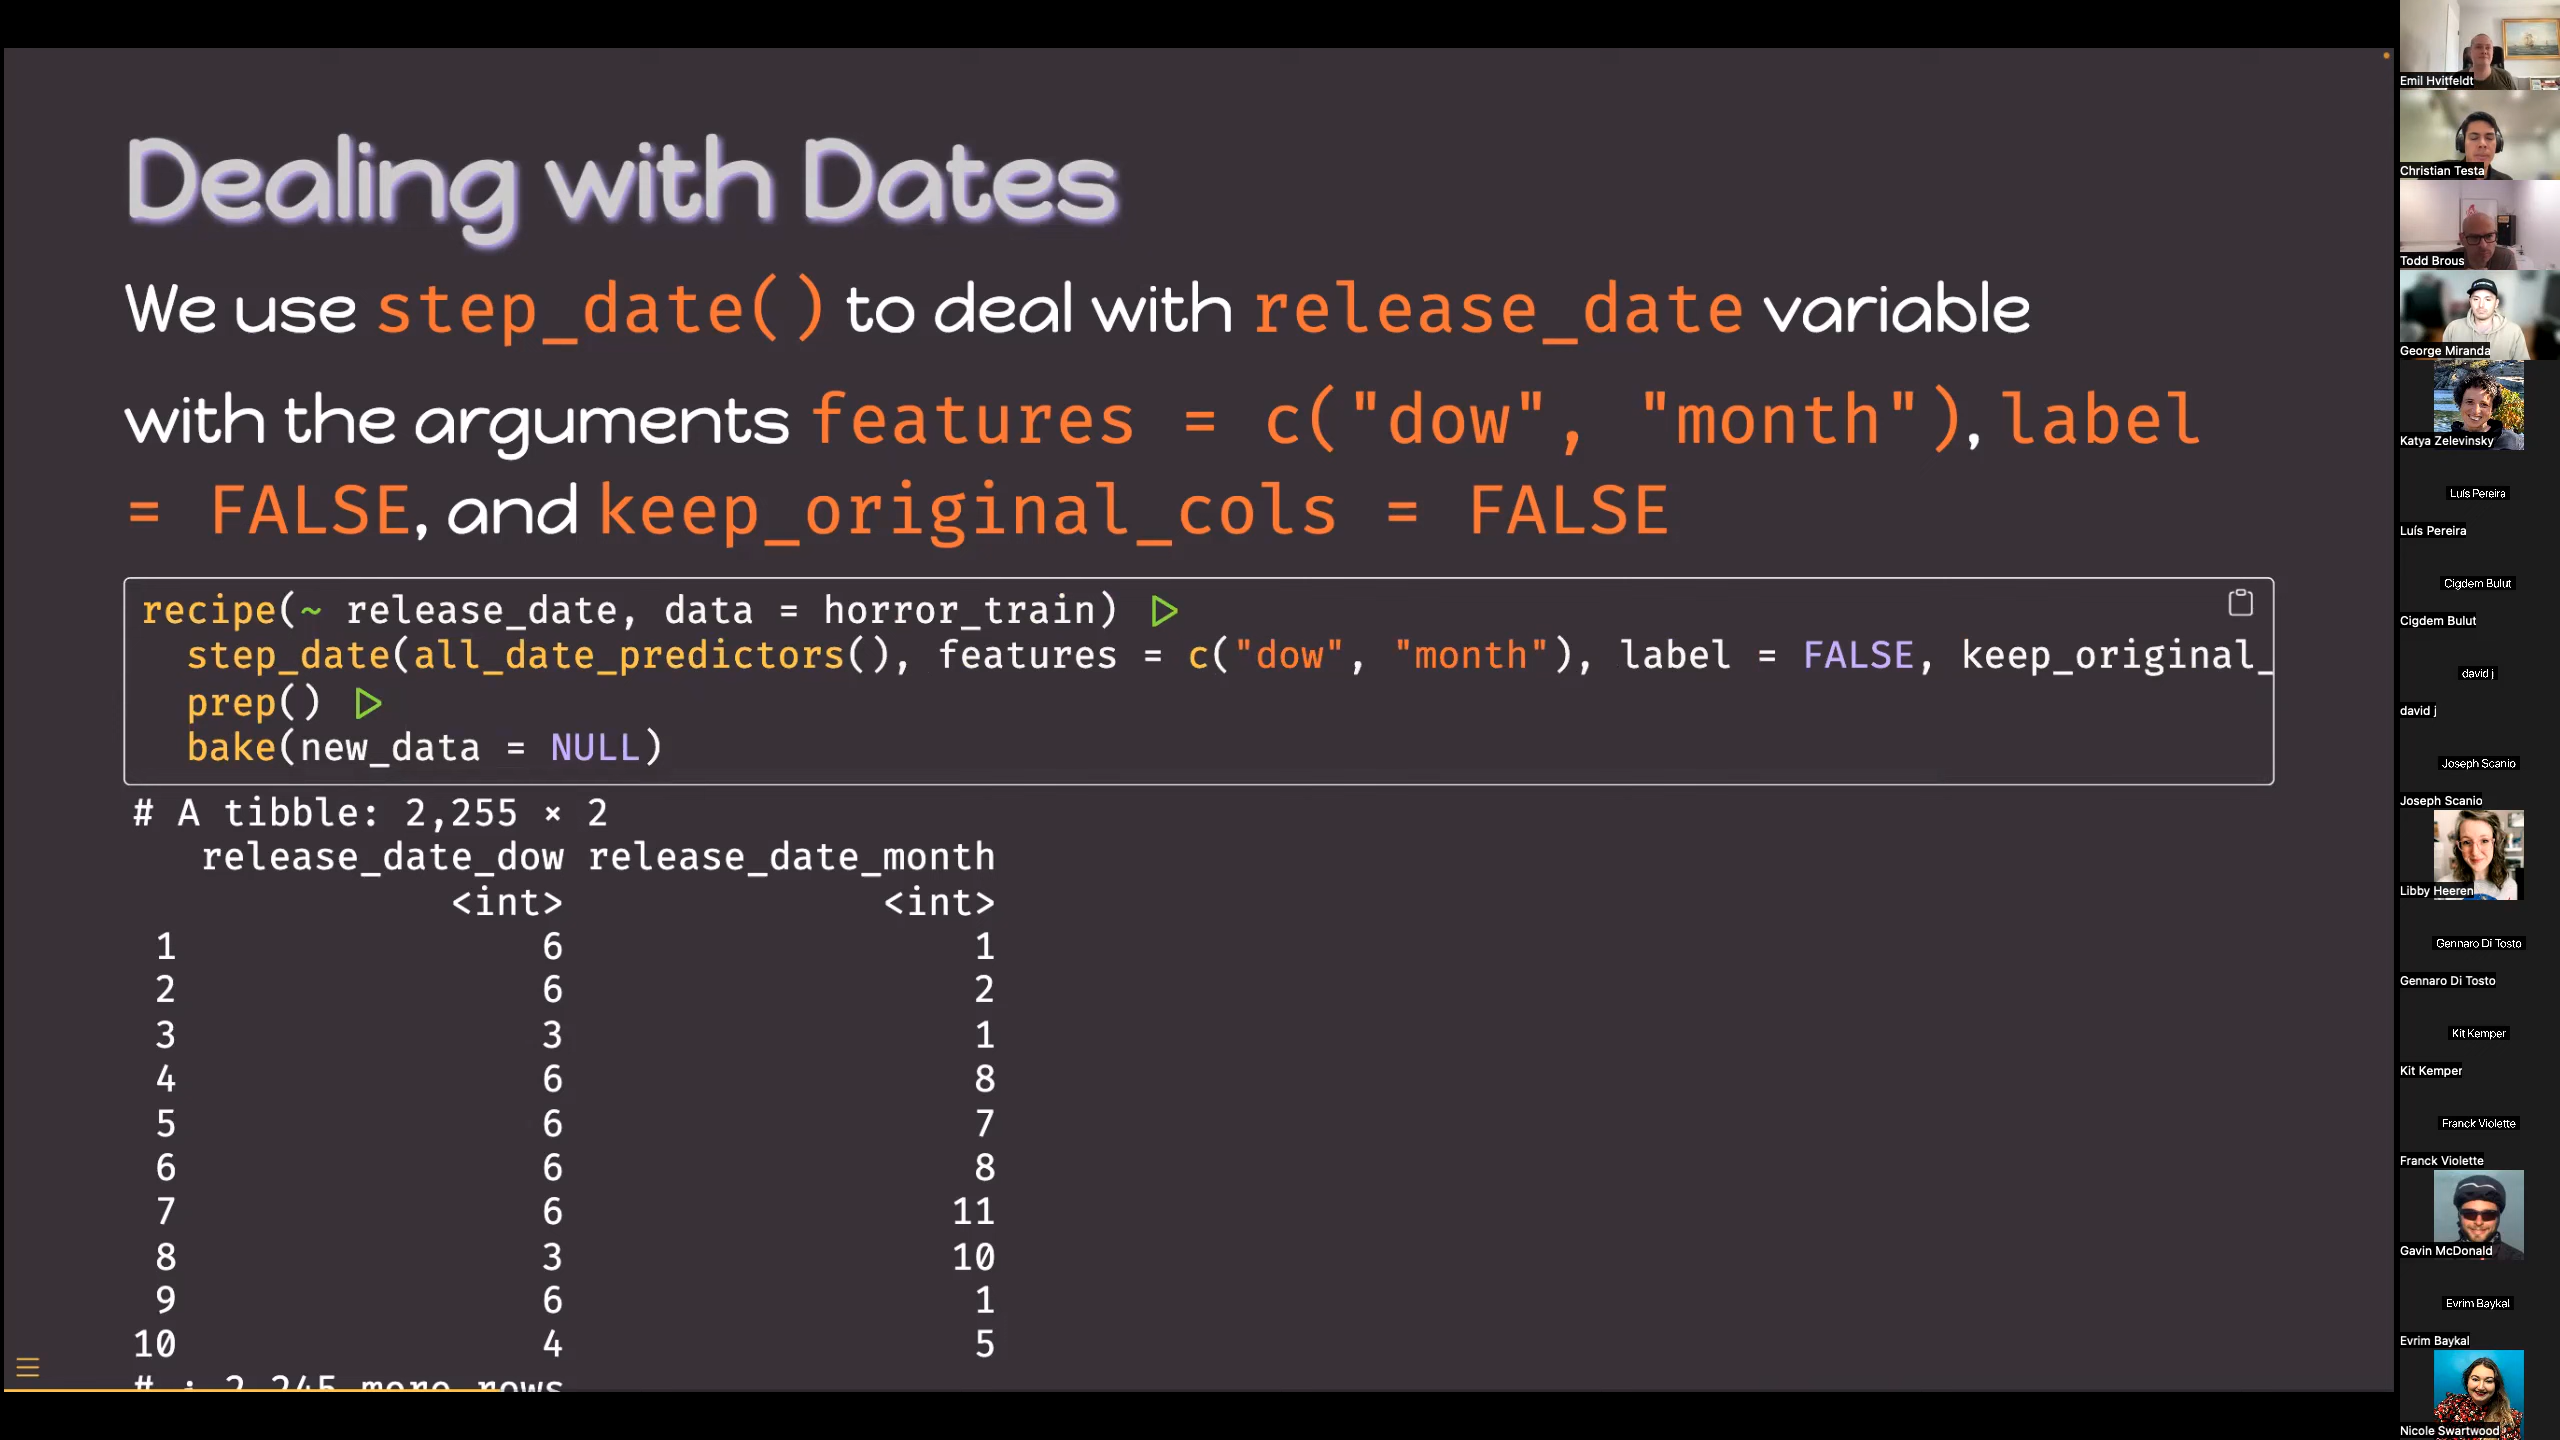 Dealing with Dates
We use step_date() to deal with release_date variable
with the arguments features = c("dow", "month"), label
= FALSE, and keep_original_cols = FALSE
recipe(~ release_date, data = horror_train) ▷
step_date(all_date_predictors(), features = c("dow", "month"), label = FALSE, keep_original_
prep() ▷
bake(new_data = NULL)
# A tibble: 2,255 × 2
release_date_dow release_date_month
<int> <int>
1 6 1
2 6 2
3 3 1
4 6 8
5 6 7
6 6 8
7 6 11
8 3 10
9 6 1
10 4 5
# ℹ 2,245 more rows
Emil Hvitfeldt
Christian Testa
Todd Brous
George Miranda
Katya Zelevinsky
Luís Pereira
Luís Pereira
Cigdem Bulut
Cigdem Bulut
david j
david j
Joseph Scanio
Joseph Scanio
Libby Heeren
Gennaro Di Tosto
Gennaro Di Tosto
Kit Kemper
Kit Kemper
Franck Violette
Franck Violette
Gavin McDonald
Evrim Baykal
Evrim Baykal
Nicole Swartwood